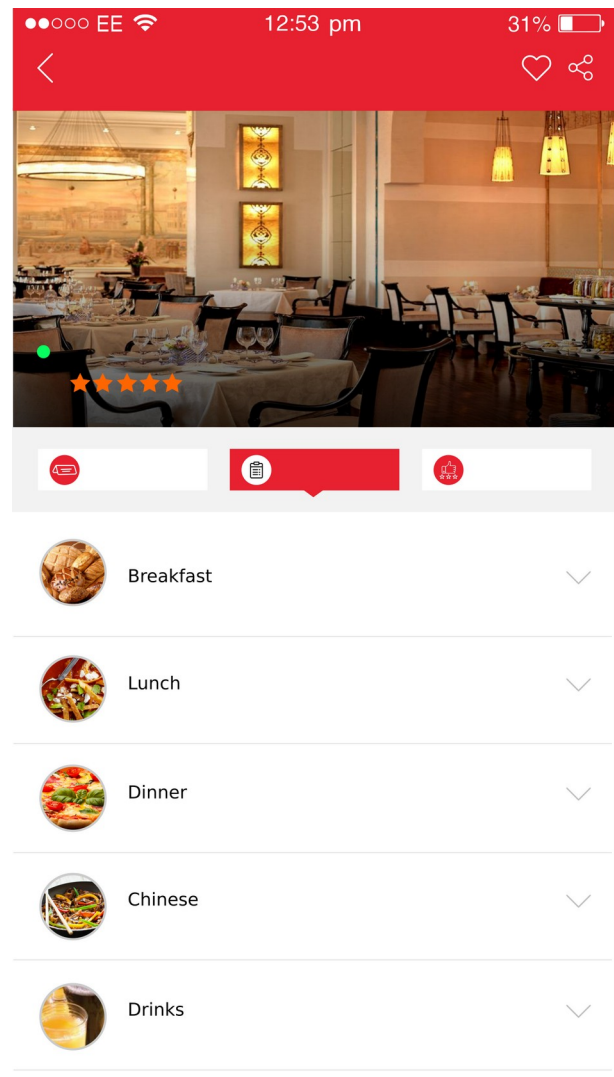 EE 12:53 pm 31%
Breakfast
Lunch
Dinner
Chinese
Drinks